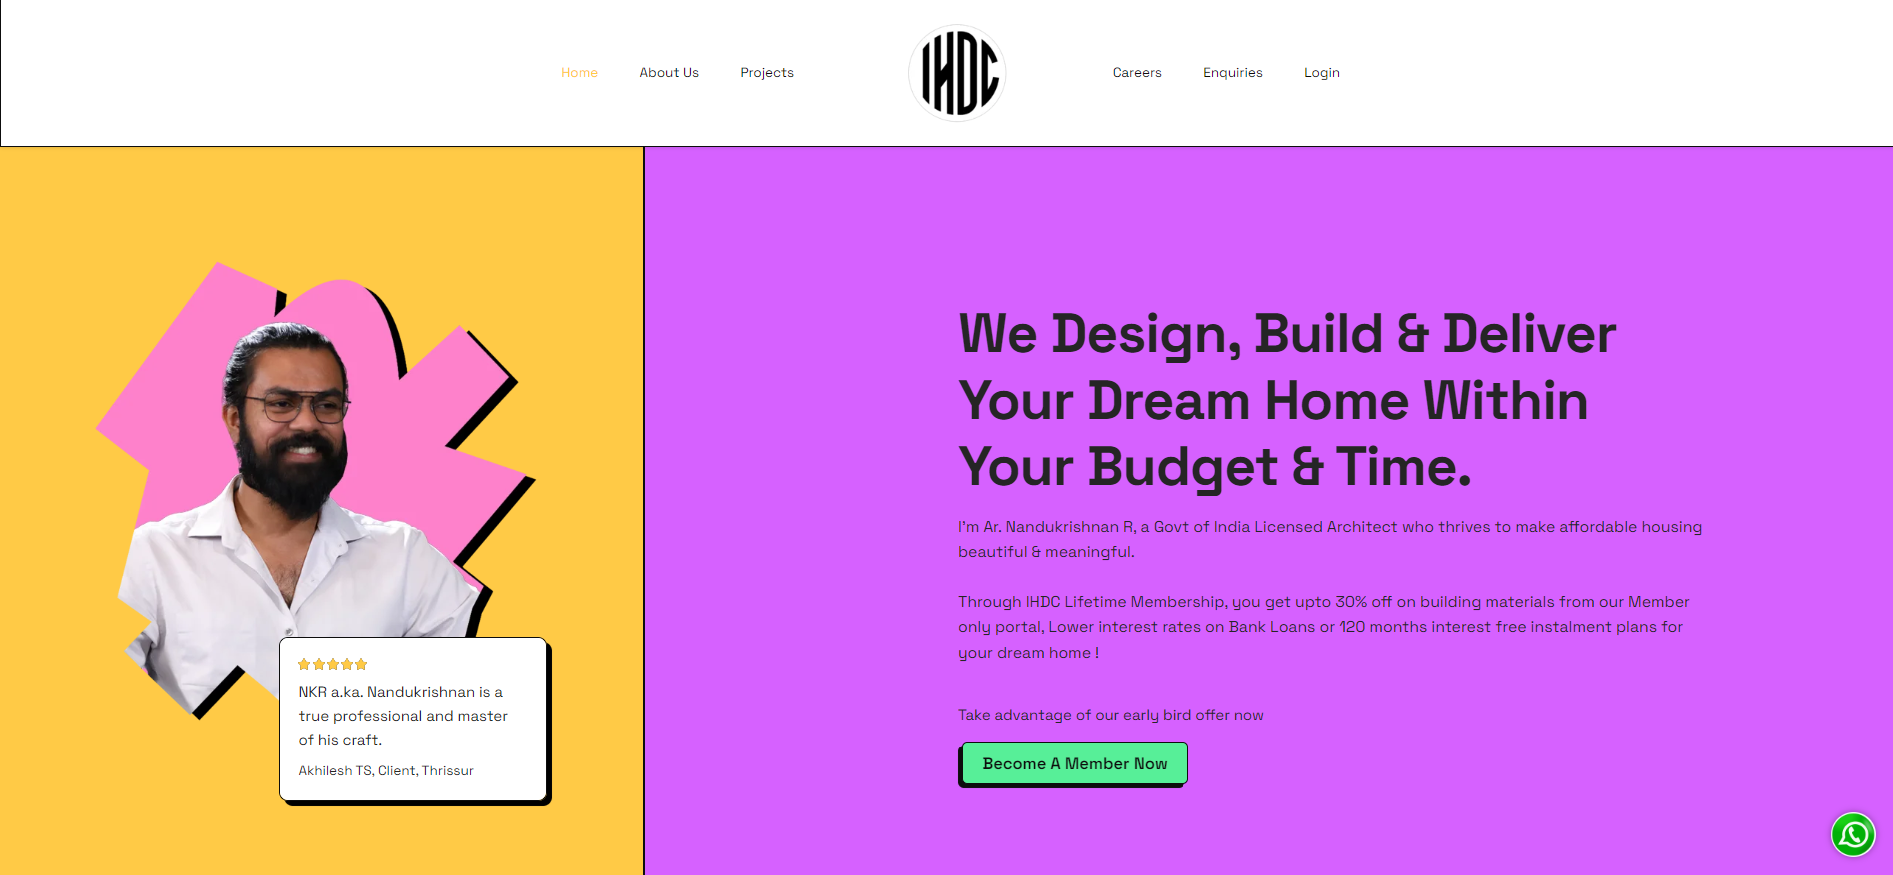 Home About Us Projects IHDC Careers Enquiries Login
We Design, Build & Deliver
Your Dream Home Within
Your Budget & Time.
I'm Ar. Nandukrishnan R, a Govt of India Licensed Architect who thrives to make affordable housing
beautiful & meaningful.
Through IHDC Lifetime Membership, you get upto 30% off on building materials from our Member
only portal, Lower interest rates on Bank Loans or 120 months interest free instalment plans for
your dream home !
Take advantage of our early bird offer now
Become A Member Now
NKR a.ka. Nandukrishnan is a
true professional and master
of his craft.
Akhilesh TS, Client, Thrissur